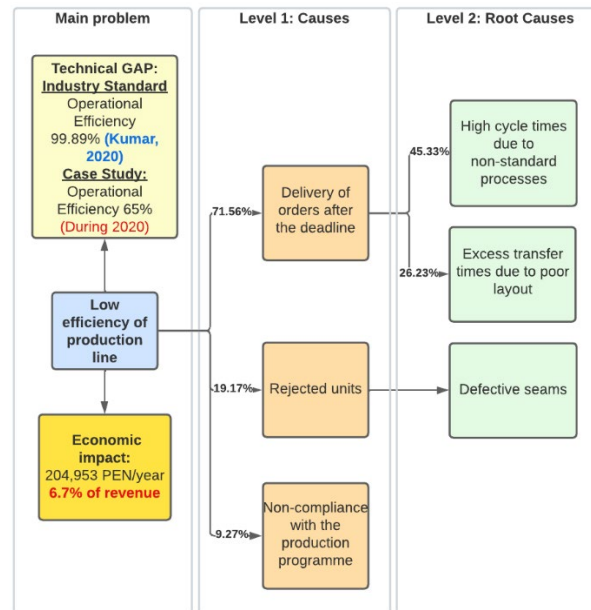 Main problem
Technical GAP:
Industry Standard
Operational
Efficiency
99.89% (Kumar,
2020)
Case Study:
Operational
Efficiency 65%
(During 2020)
Low
efficiency of
production
line
Economic
impact:
204,953 PEN/year
6.7% of revenue
Level 1: Causes
71.56%
Delivery of
orders after
the deadline
19.17%
Rejected units
9.27%
Non-compliance
with the
production
programme
Level 2: Root Causes
45.33%
High cycle times
due to
non-standard
processes
26.23%
Excess transfer
times due to poor
layout
Defective seams